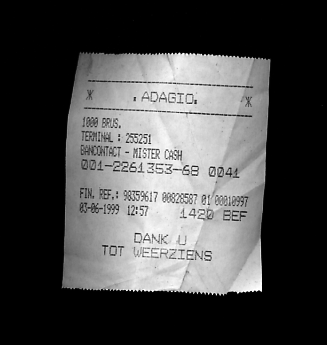 ж .ADAGIO. ж
1000 BRUS.
TERMINAL : 255251
BANCONTACT - MISTER CASH
001-2261353-68 0041
FIN. REF.: 98359617 00828587 01 00010997
03-06-1999 12:57 1420 BEF
DANK U
TOT WEERZIENS